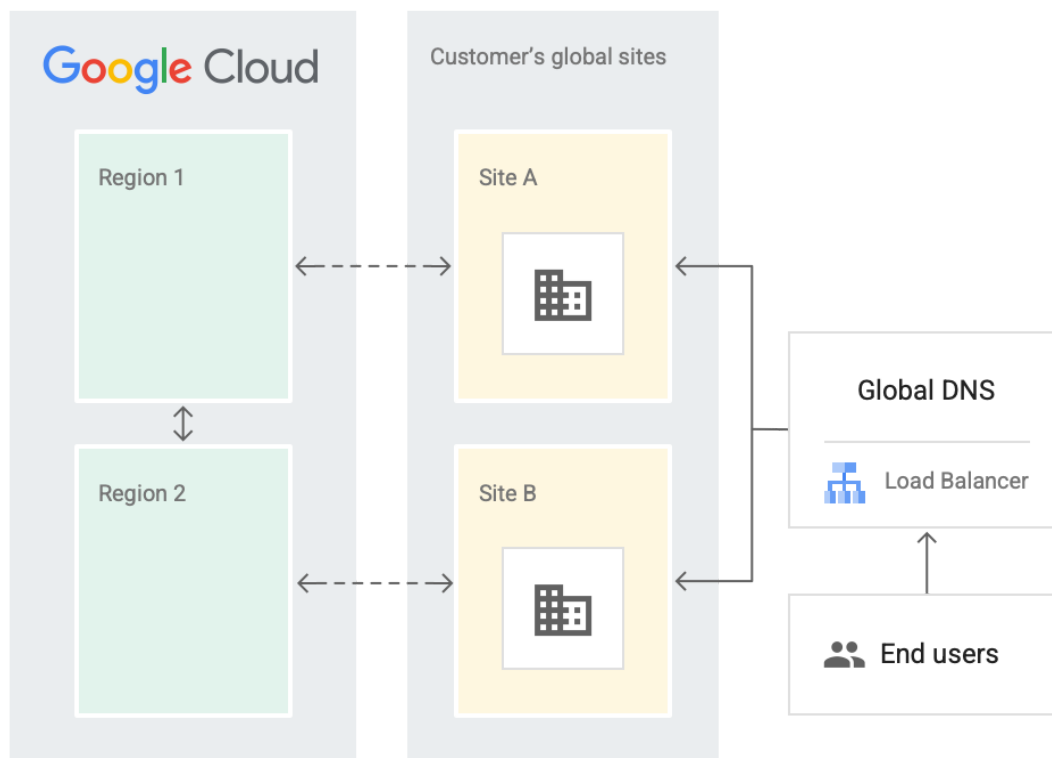 Google Cloud
Customer’s global sites
Region 1
Site A
Global DNS
Load Balancer
Region 2
Site B
End users